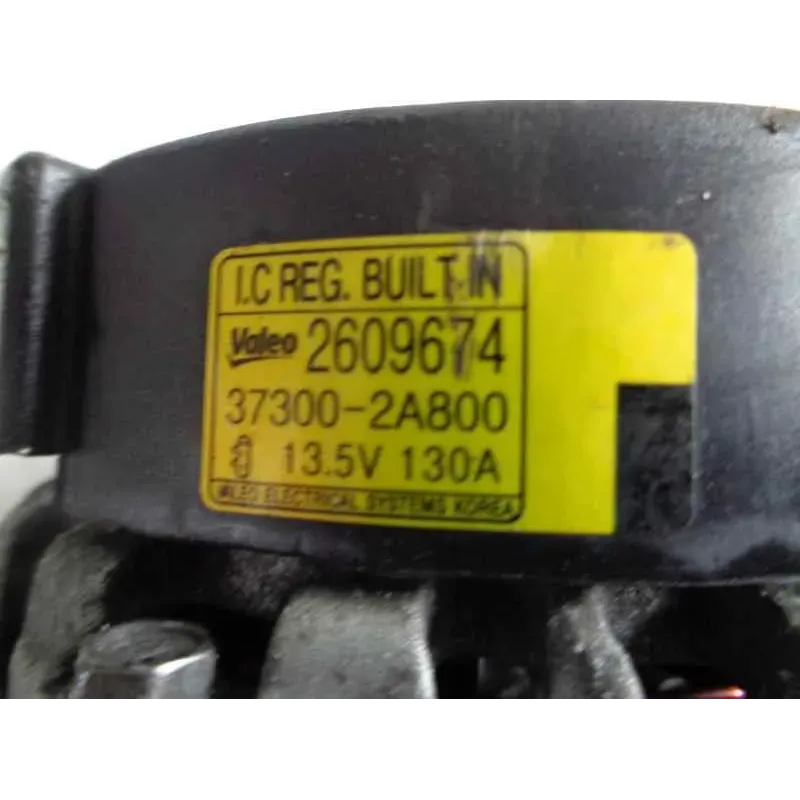 I.C REG. BUILT IN
Valeo 2609674
37300-2A800
13.5V 130A
VALEO ELECTRICAL SYSTEMS KOREA